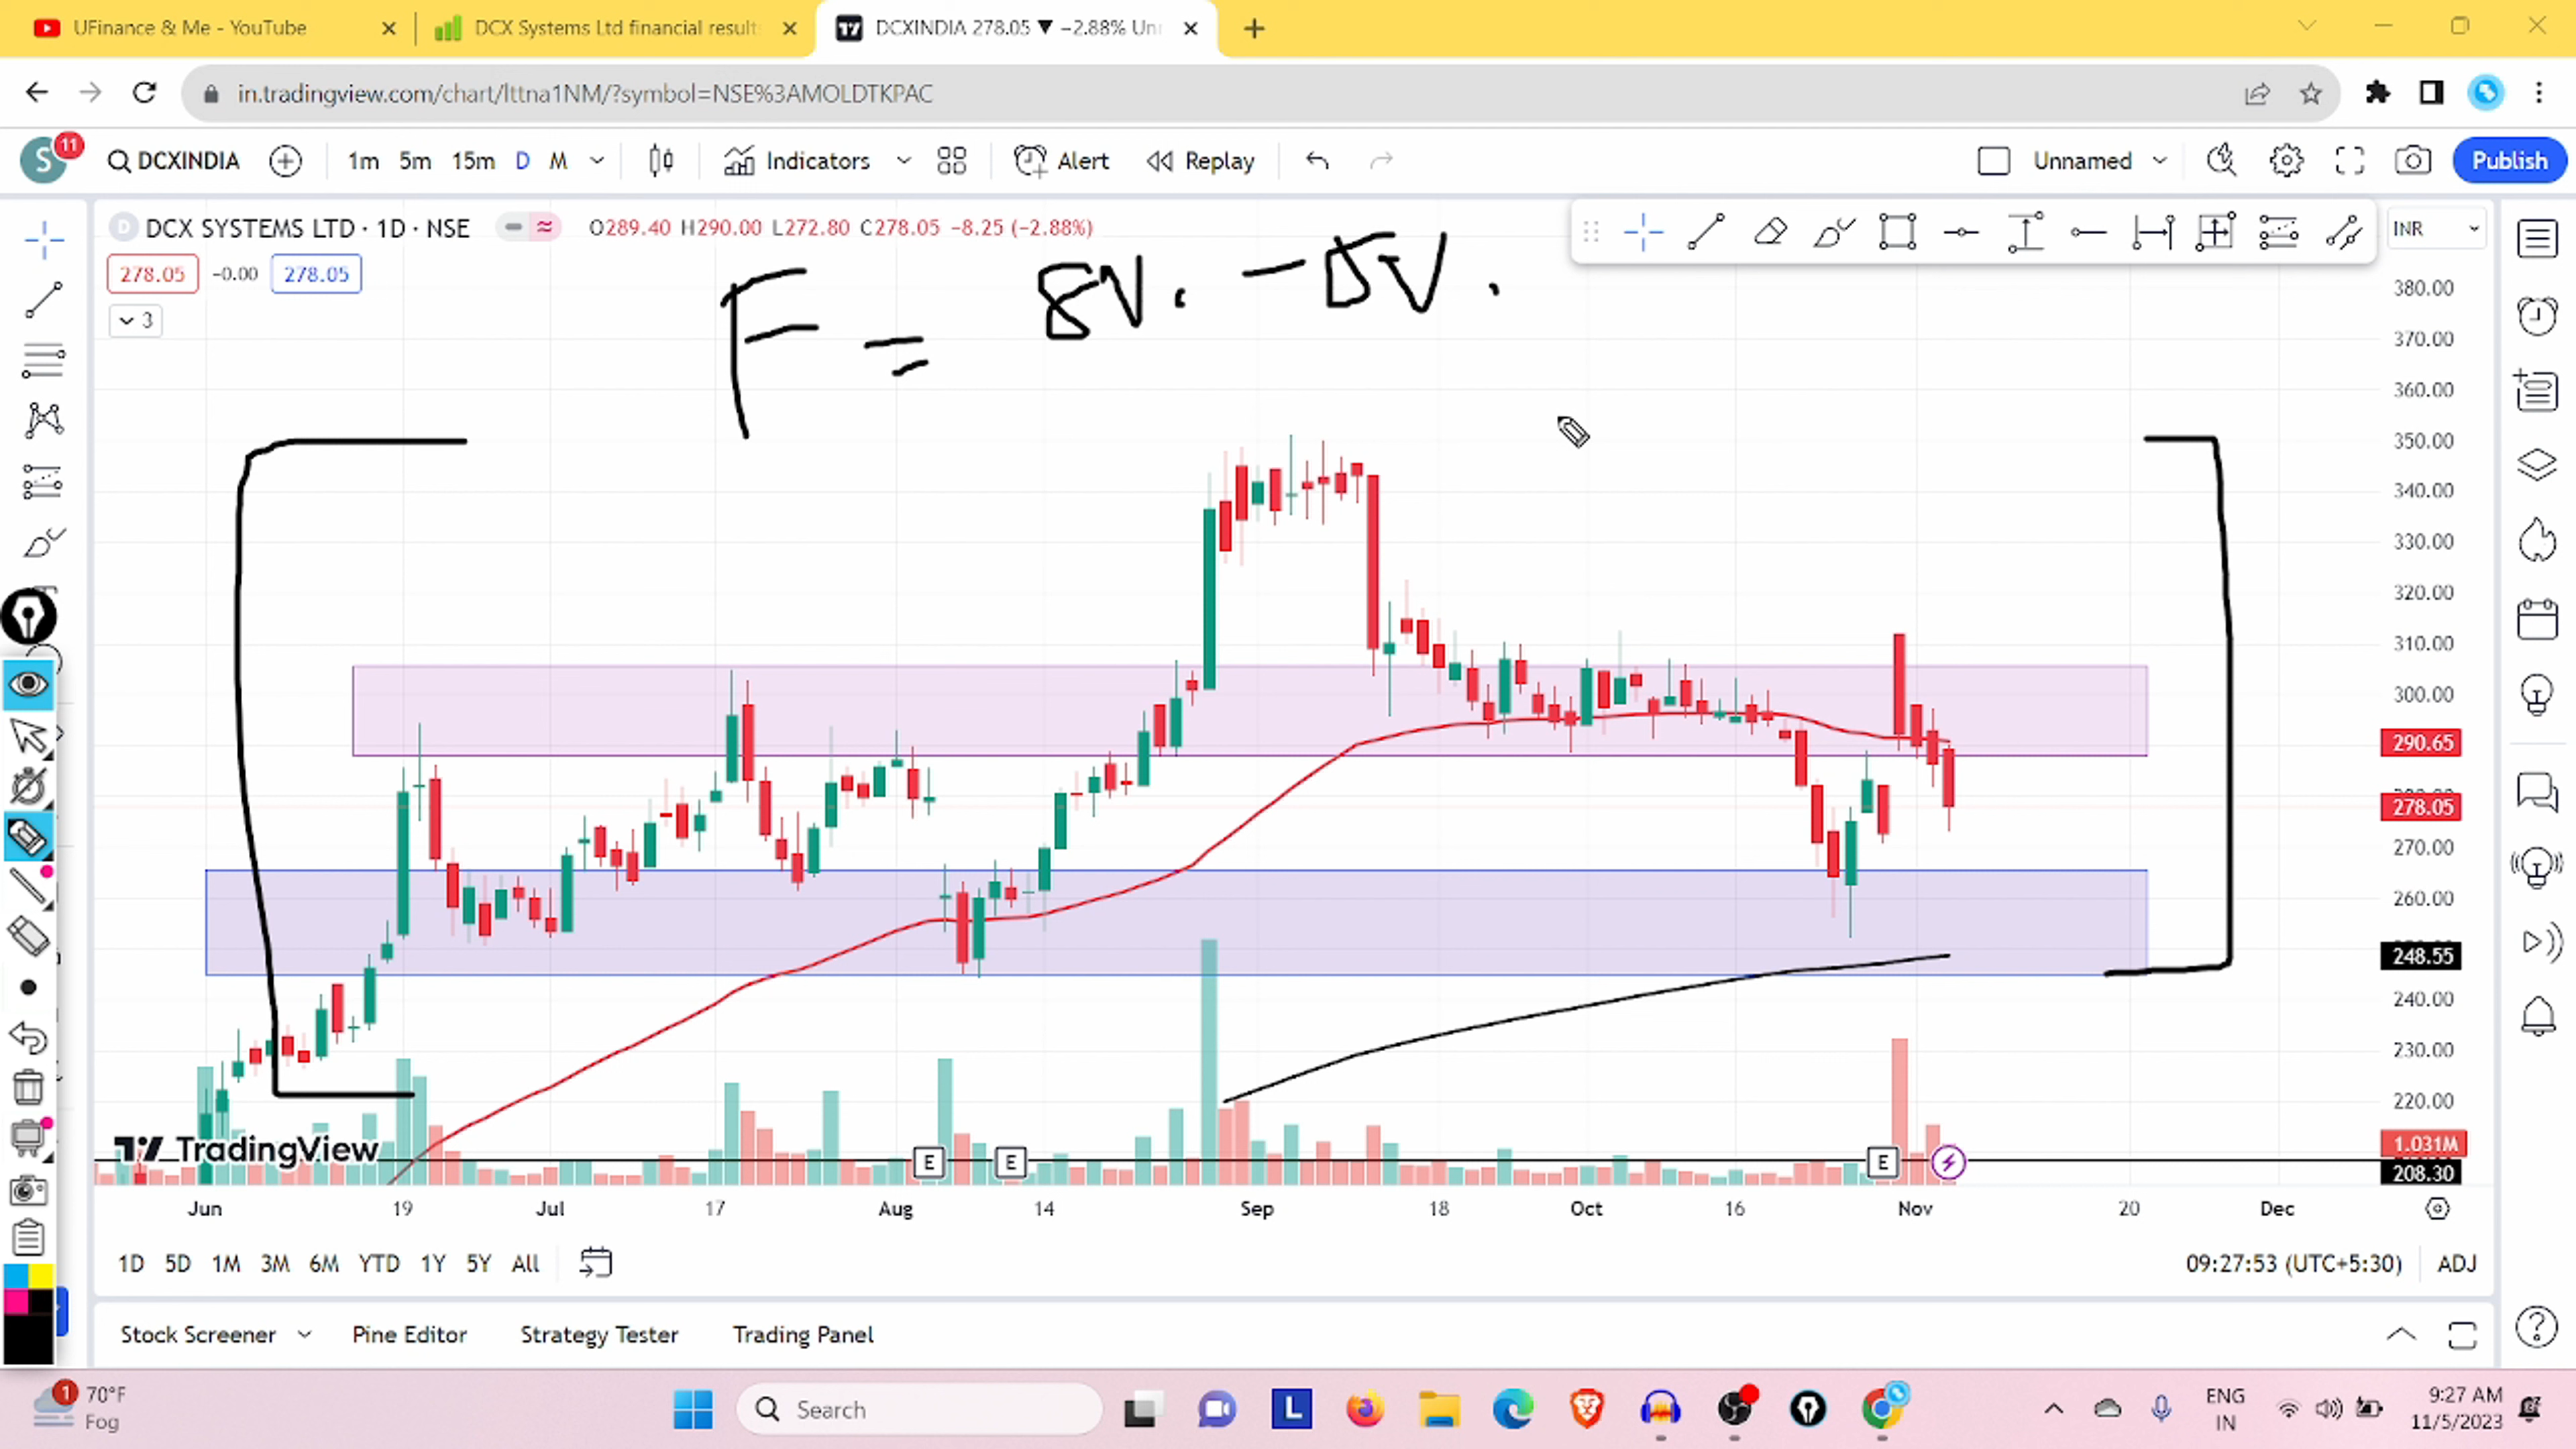 UFinance & Me - YouTube
DCX Systems Ltd financial result
DCXINDIA 278.05 ▼ −2.88% Un
in.tradingview.com/chart/lttna1NM/?symbol=NSE%3AMOLDTKPAC
S 11 DCXINDIA 1m 5m 15m D M Indicators Alert Replay Unnamed Publish
D DCX SYSTEMS LTD · 1D · NSE O289.40 H290.00 L272.80 C278.05 −8.25 (−2.88%) INR
278.05 -0.00 278.05
3
F =
380.00
370.00
360.00
350.00
340.00
330.00
320.00
310.00
300.00
290.65
278.05
270.00
260.00
248.55
240.00
230.00
220.00
1.031M
208.30
TradingView
E E E
Jun 19 Jul 17 Aug 14 Sep 18 Oct 16 Nov 20 Dec
1D 5D 1M 3M 6M YTD 1Y 5Y All 09:27:53 (UTC+5:30) ADJ
Stock Screener Pine Editor Strategy Tester Trading Panel
1 70°F
Fog
Search
L
ENG
IN
9:27 AM
11/5/2023